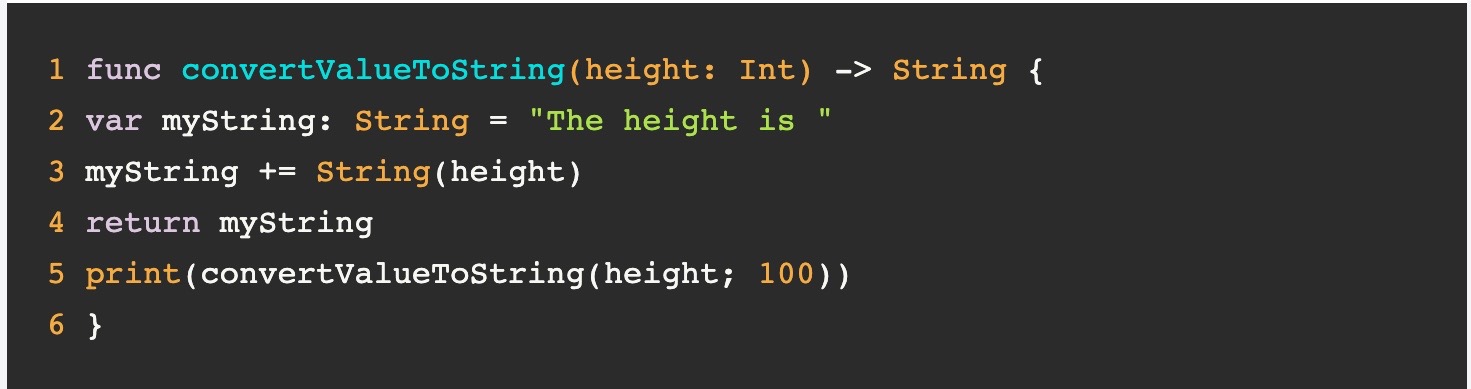 1 func convertValueToString(height: Int) -> String {
2 var myString: String = "The height is "
3 myString += String(height)
4 return myString
5 print(convertValueToString(height; 100))
6 }